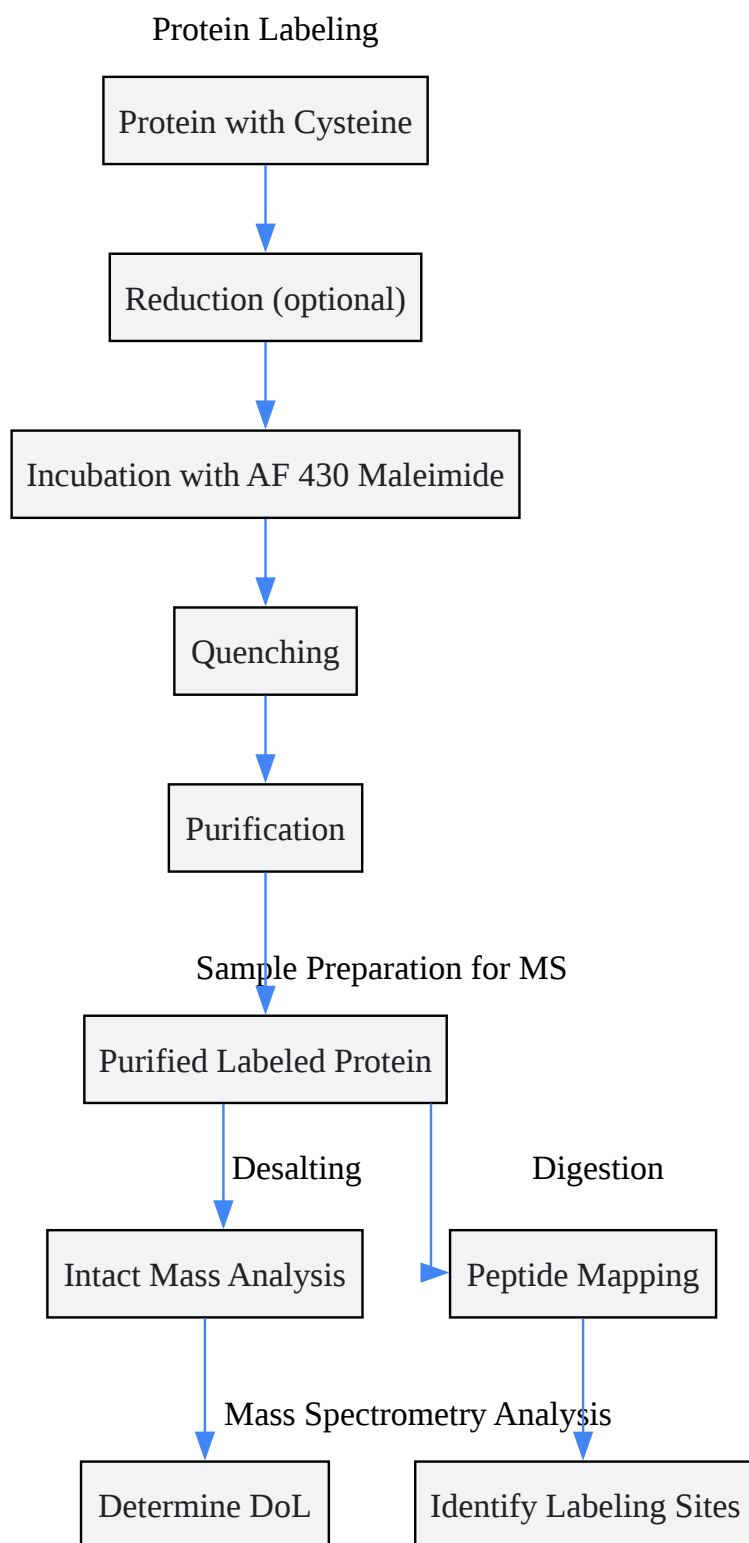 Protein Labeling
Protein with Cysteine
Reduction (optional)
Incubation with AF 430 Maleimide
Quenching
Purification
Sample Preparation for MS
Purified Labeled Protein
Desalting
Digestion
Intact Mass Analysis
Peptide Mapping
Mass Spectrometry Analysis
Determine DoL
Identify Labeling Sites